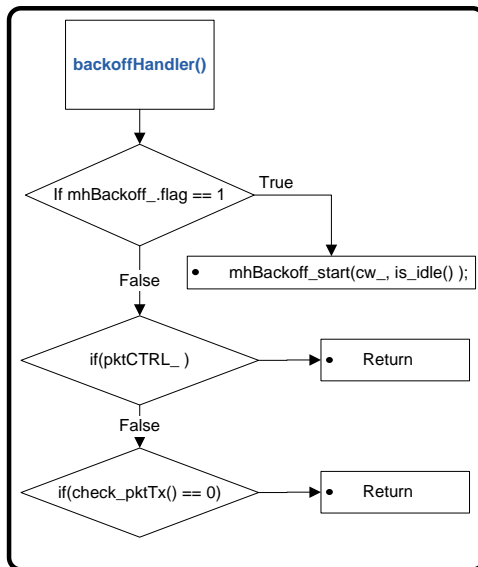 backoffHandler()
If mhBackoff_.flag == 1
True
• mhBackoff_start(cw_, is_idle() );
False
if(pktCTRL_ )
• Return
False
if(check_pktTx() == 0)
• Return